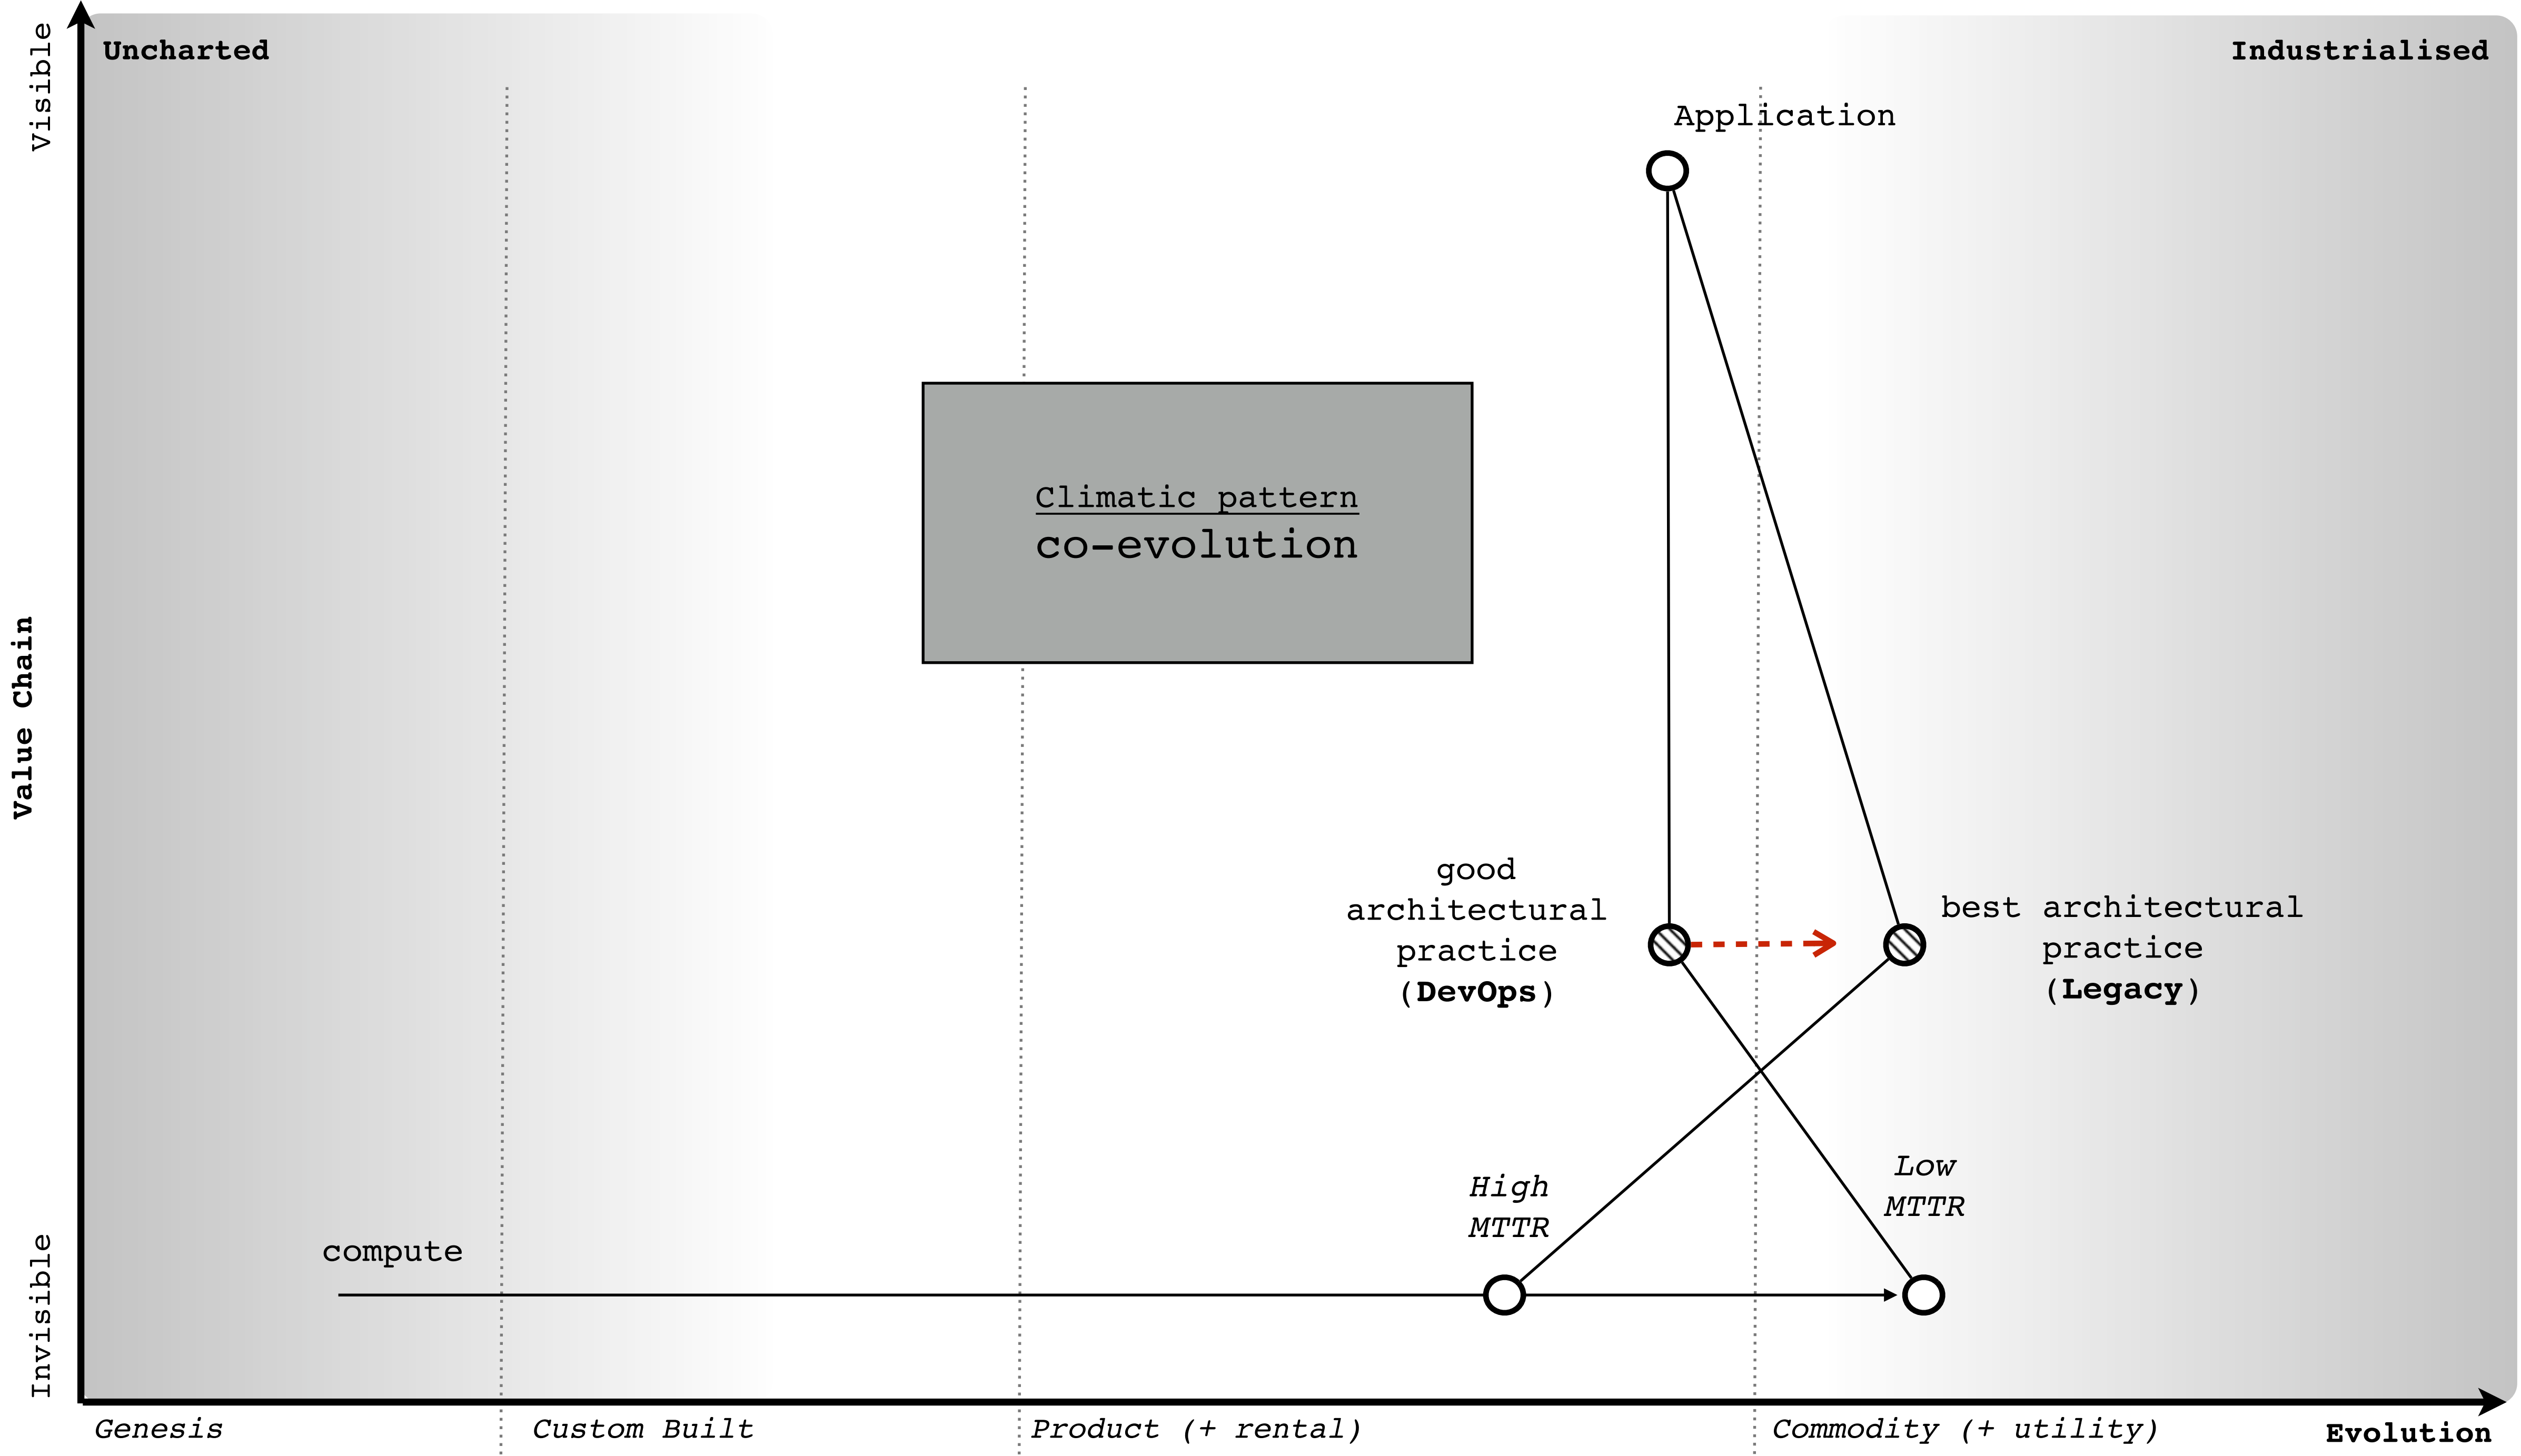 Visible
Uncharted
Industrialised
Application
Climatic pattern
co-evolution
Value Chain
good
architectural
practice
(DevOps)
best architectural
practice
(Legacy)
High
MTTR
Low
MTTR
compute
Invisible
Genesis
Custom Built
Product (+ rental)
Commodity (+ utility)
Evolution